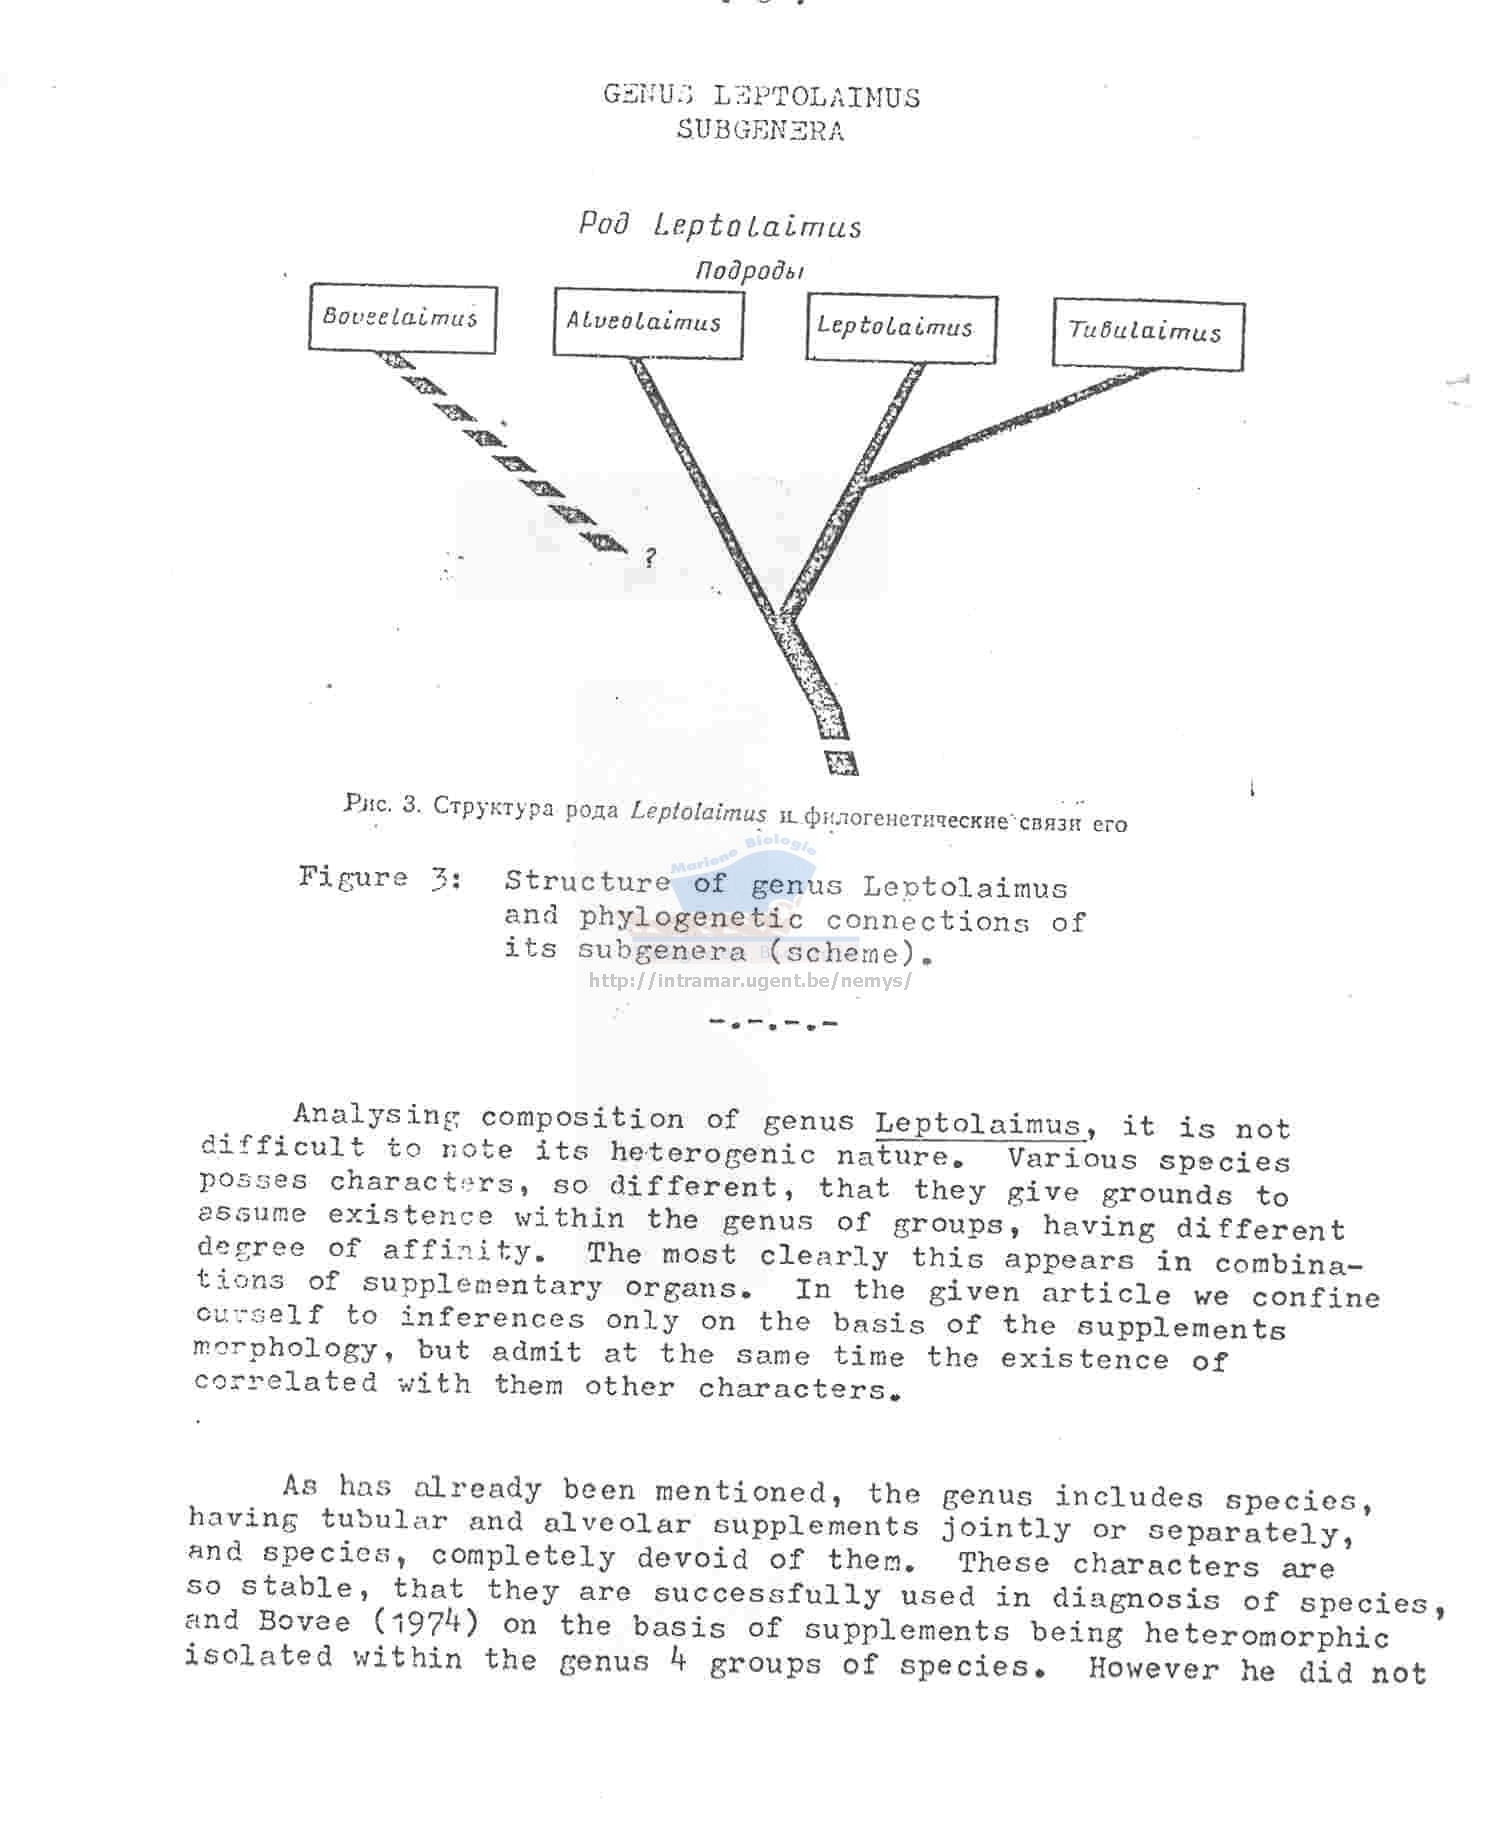 GENUS LEPTOLAIMUS
SUBGENERA
Род Leptolaimus
Подроды
Boveelaimus Alveolaimus Leptolaimus Tubulaimus
?
Рис. 3. Структура рода Leptolaimus и филогенетические связи его
Mariene Biologie
Figure 3: Structure of genus Leptolaimus
and phylogenetic connections of
its subgenera (scheme).
http://intramar.ugent.be/nemys/
-.-.-.-
Analysing composition of genus Leptolaimus, it is not
difficult to note its heterogenic nature. Various species
posses characters, so different, that they give grounds to
assume existence within the genus of groups, having different
degree of affinity. The most clearly this appears in combina-
tions of supplementary organs. In the given article we confine
ourself to inferences only on the basis of the supplements
morphology, but admit at the same time the existence of
correlated with them other characters.
As has already been mentioned, the genus includes species,
having tubular and alveolar supplements jointly or separately,
and species, completely devoid of them. These characters are
so stable, that they are successfully used in diagnosis of species,
and Bovee (1974) on the basis of supplements being heteromorphic
isolated within the genus 4 groups of species. However he did not